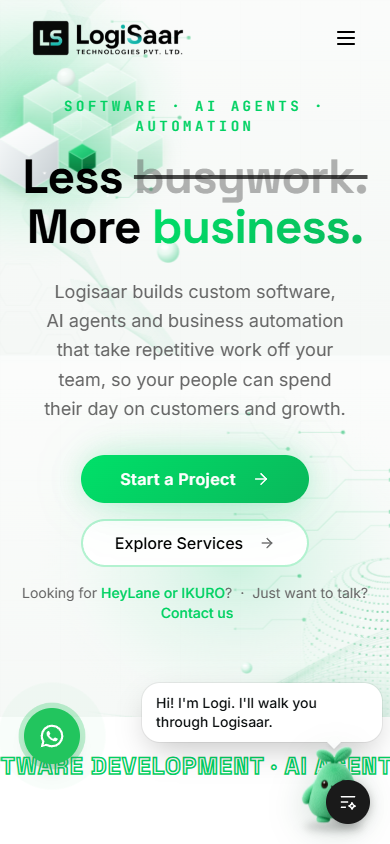 LS LogiSaar
TECHNOLOGIES PVT. LTD.
SOFTWARE · AI AGENTS ·
AUTOMATION
Less busywork.
More business.
Logisaar builds custom software,
AI agents and business automation
that take repetitive work off your
team, so your people can spend
their day on customers and growth.
Start a Project →
Explore Services →
Looking for HeyLane or IKURO? · Just want to talk?
Contact us
Hi! I'm Logi. I'll walk you
through Logisaar.
TWARE DEVELOPMENT · AI AGENT